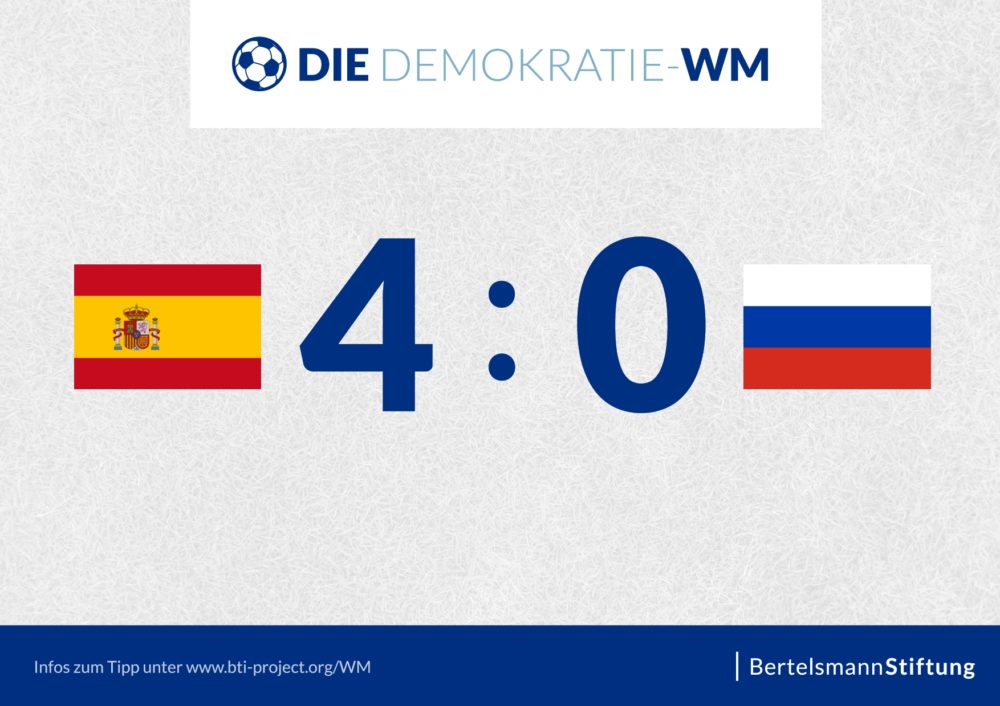 DIE DEMOKRATIE-WM
4:0
Infos zum Tipp unter www.bti-project.org/WM
BertelsmannStiftung